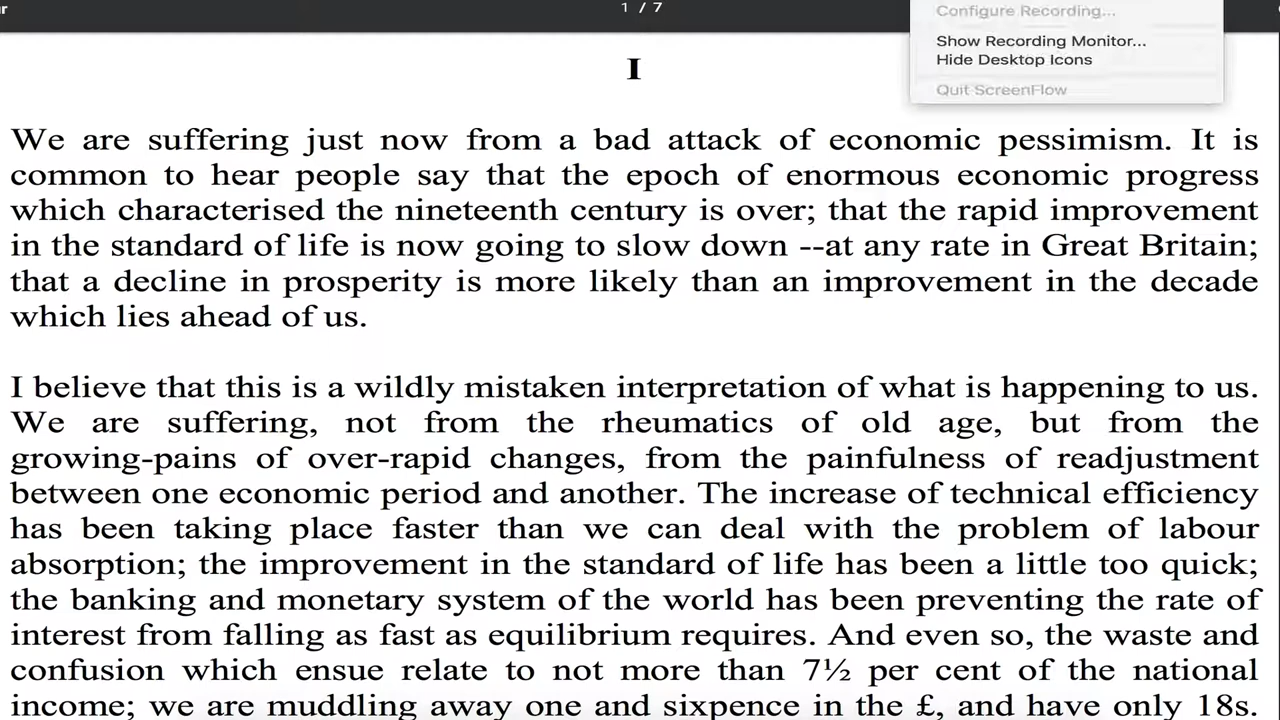 r
1 / 7
Configure Recording...
Show Recording Monitor...
Hide Desktop Icons
Quit ScreenFlow
I
We are suffering just now from a bad attack of economic pessimism. It is
common to hear people say that the epoch of enormous economic progress
which characterised the nineteenth century is over; that the rapid improvement
in the standard of life is now going to slow down --at any rate in Great Britain;
that a decline in prosperity is more likely than an improvement in the decade
which lies ahead of us.
I believe that this is a wildly mistaken interpretation of what is happening to us.
We are suffering, not from the rheumatics of old age, but from the
growing-pains of over-rapid changes, from the painfulness of readjustment
between one economic period and another. The increase of technical efficiency
has been taking place faster than we can deal with the problem of labour
absorption; the improvement in the standard of life has been a little too quick;
the banking and monetary system of the world has been preventing the rate of
interest from falling as fast as equilibrium requires. And even so, the waste and
confusion which ensue relate to not more than 7½ per cent of the national
income; we are muddling away one and sixpence in the £, and have only 18s.